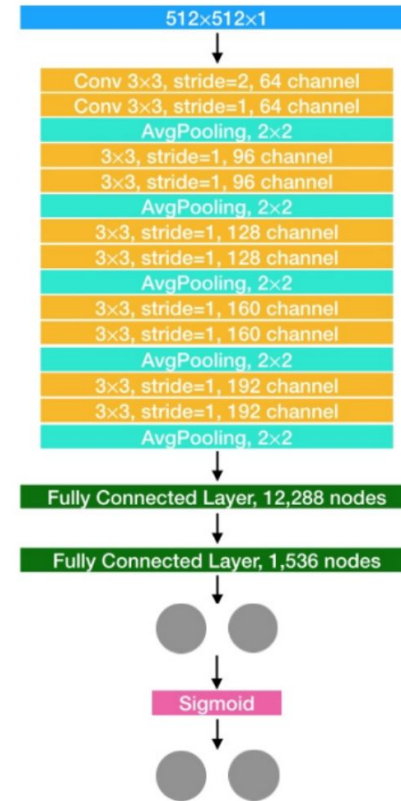 512×512×1
Conv 3×3, stride=2, 64 channel
Conv 3×3, stride=1, 64 channel
AvgPooling, 2×2
3×3, stride=1, 96 channel
3×3, stride=1, 96 channel
AvgPooling, 2×2
3×3, stride=1, 128 channel
3×3, stride=1, 128 channel
AvgPooling, 2×2
3×3, stride=1, 160 channel
3×3, stride=1, 160 channel
AvgPooling, 2×2
3×3, stride=1, 192 channel
3×3, stride=1, 192 channel
AvgPooling, 2×2
Fully Connected Layer, 12,288 nodes
Fully Connected Layer, 1,536 nodes
Sigmoid